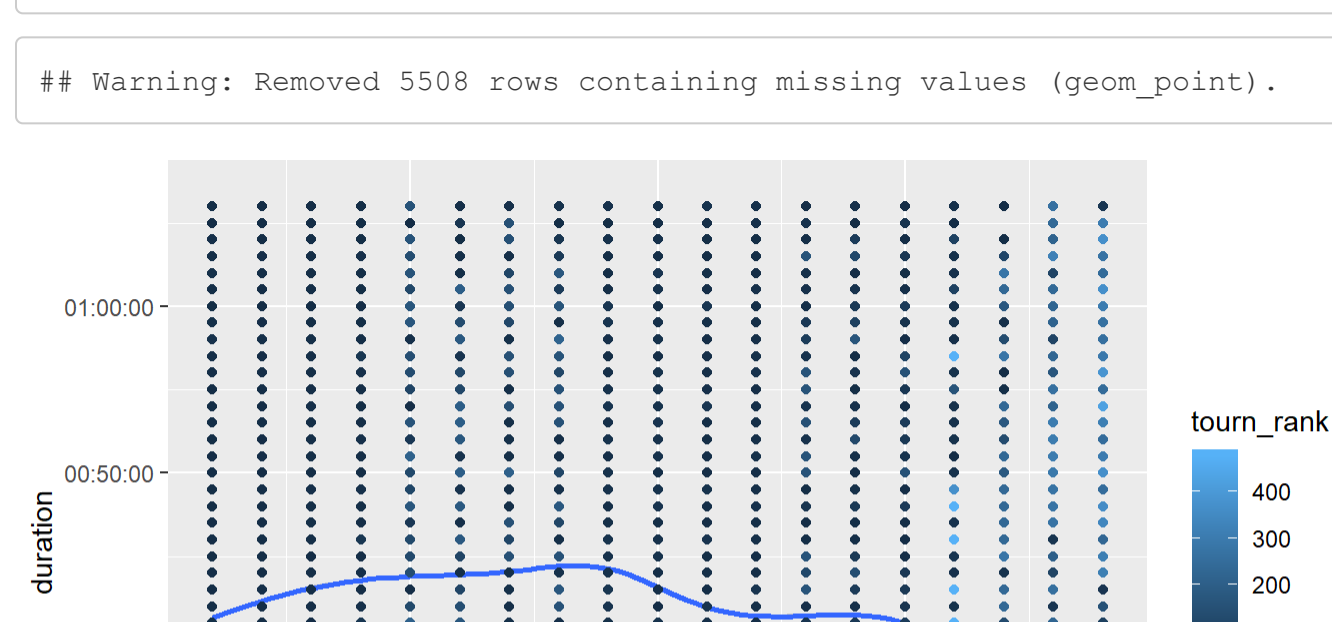 ## Warning: Removed 5508 rows containing missing values (geom_point).
01:00:00
00:50:00
duration
tourn_rank
400
300
200